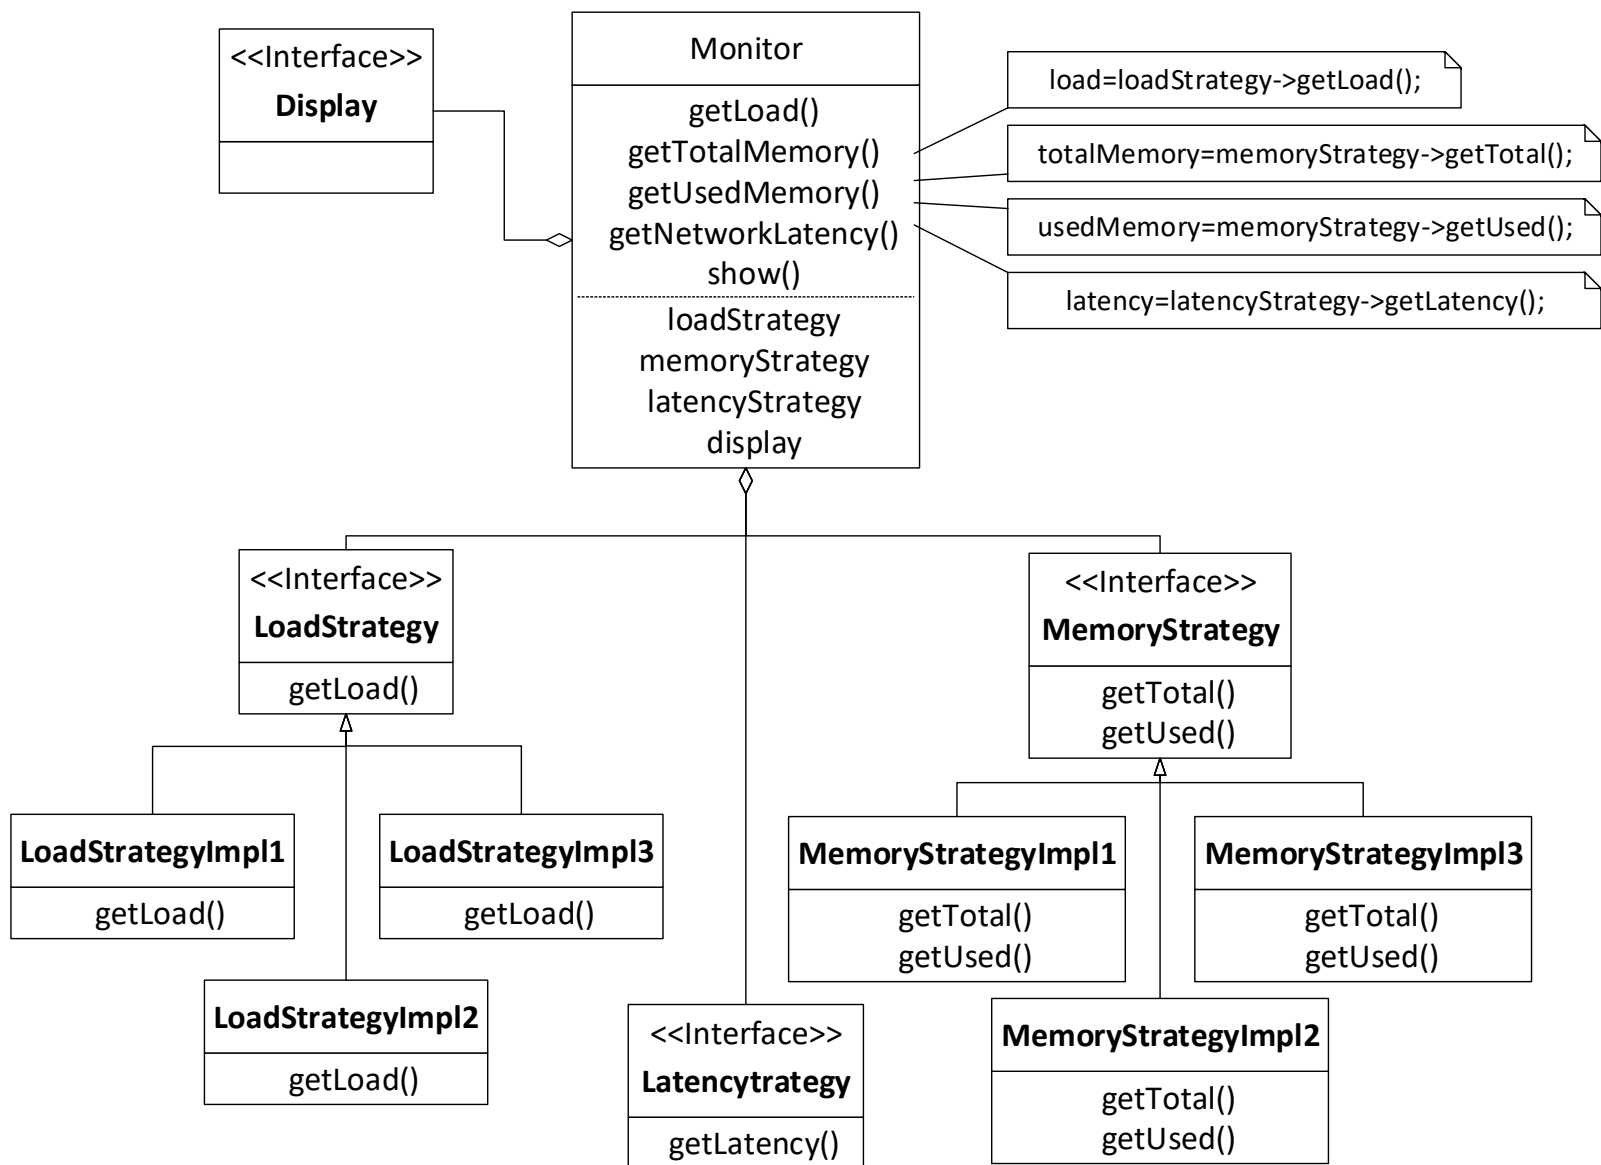 <<Interface>>
Display
Monitor
getLoad()
getTotalMemory()
getUsedMemory()
getNetworkLatency()
show()
loadStrategy
memoryStrategy
latencyStrategy
display
load=loadStrategy->getLoad();
totalMemory=memoryStrategy->getTotal();
usedMemory=memoryStrategy->getUsed();
latency=latencyStrategy->getLatency();
<<Interface>>
LoadStrategy
getLoad()
<<Interface>>
MemoryStrategy
getTotal()
getUsed()
LoadStrategyImpl1
getLoad()
LoadStrategyImpl3
getLoad()
MemoryStrategyImpl1
getTotal()
getUsed()
MemoryStrategyImpl3
getTotal()
getUsed()
LoadStrategyImpl2
getLoad()
<<Interface>>
Latencytrategy
getLatency()
MemoryStrategyImpl2
getTotal()
getUsed()